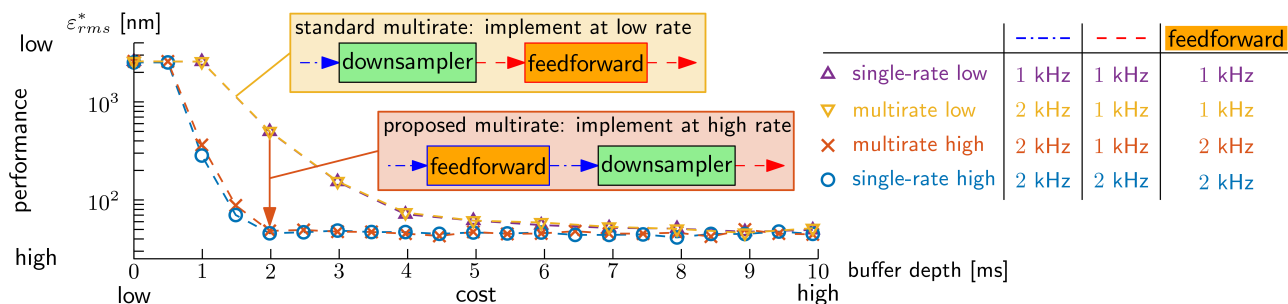 ε*rms [nm]
low
performance
high
10³
10²
standard multirate: implement at low rate
downsampler
feedforward
proposed multirate: implement at high rate
feedforward
downsampler
0 1 2 3 4 5 6 7 8 9 10
buffer depth [ms]
low cost high
feedforward
single-rate low 1 kHz 1 kHz 1 kHz
multirate low 2 kHz 1 kHz 1 kHz
multirate high 2 kHz 1 kHz 2 kHz
single-rate high 2 kHz 2 kHz 2 kHz